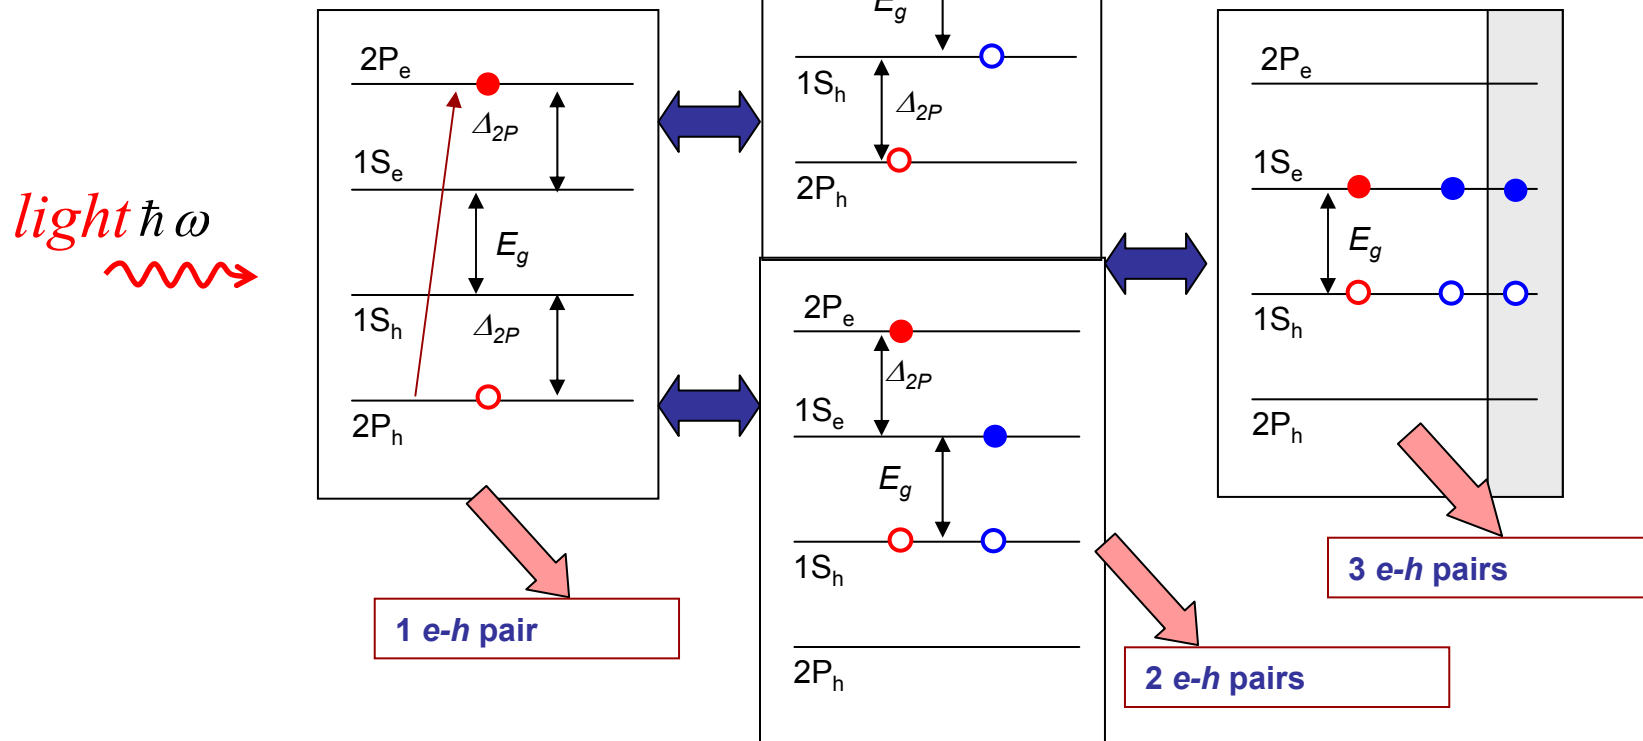 light ħ ω
2Pe
Δ2P
1Se
Eg
1Sh
Δ2P
2Ph
1 e-h pair
Eg
1Sh
Δ2P
2Ph
2Pe
Δ2P
1Se
Eg
1Sh
2Ph
2 e-h pairs
2Pe
1Se
Eg
1Sh
2Ph
3 e-h pairs